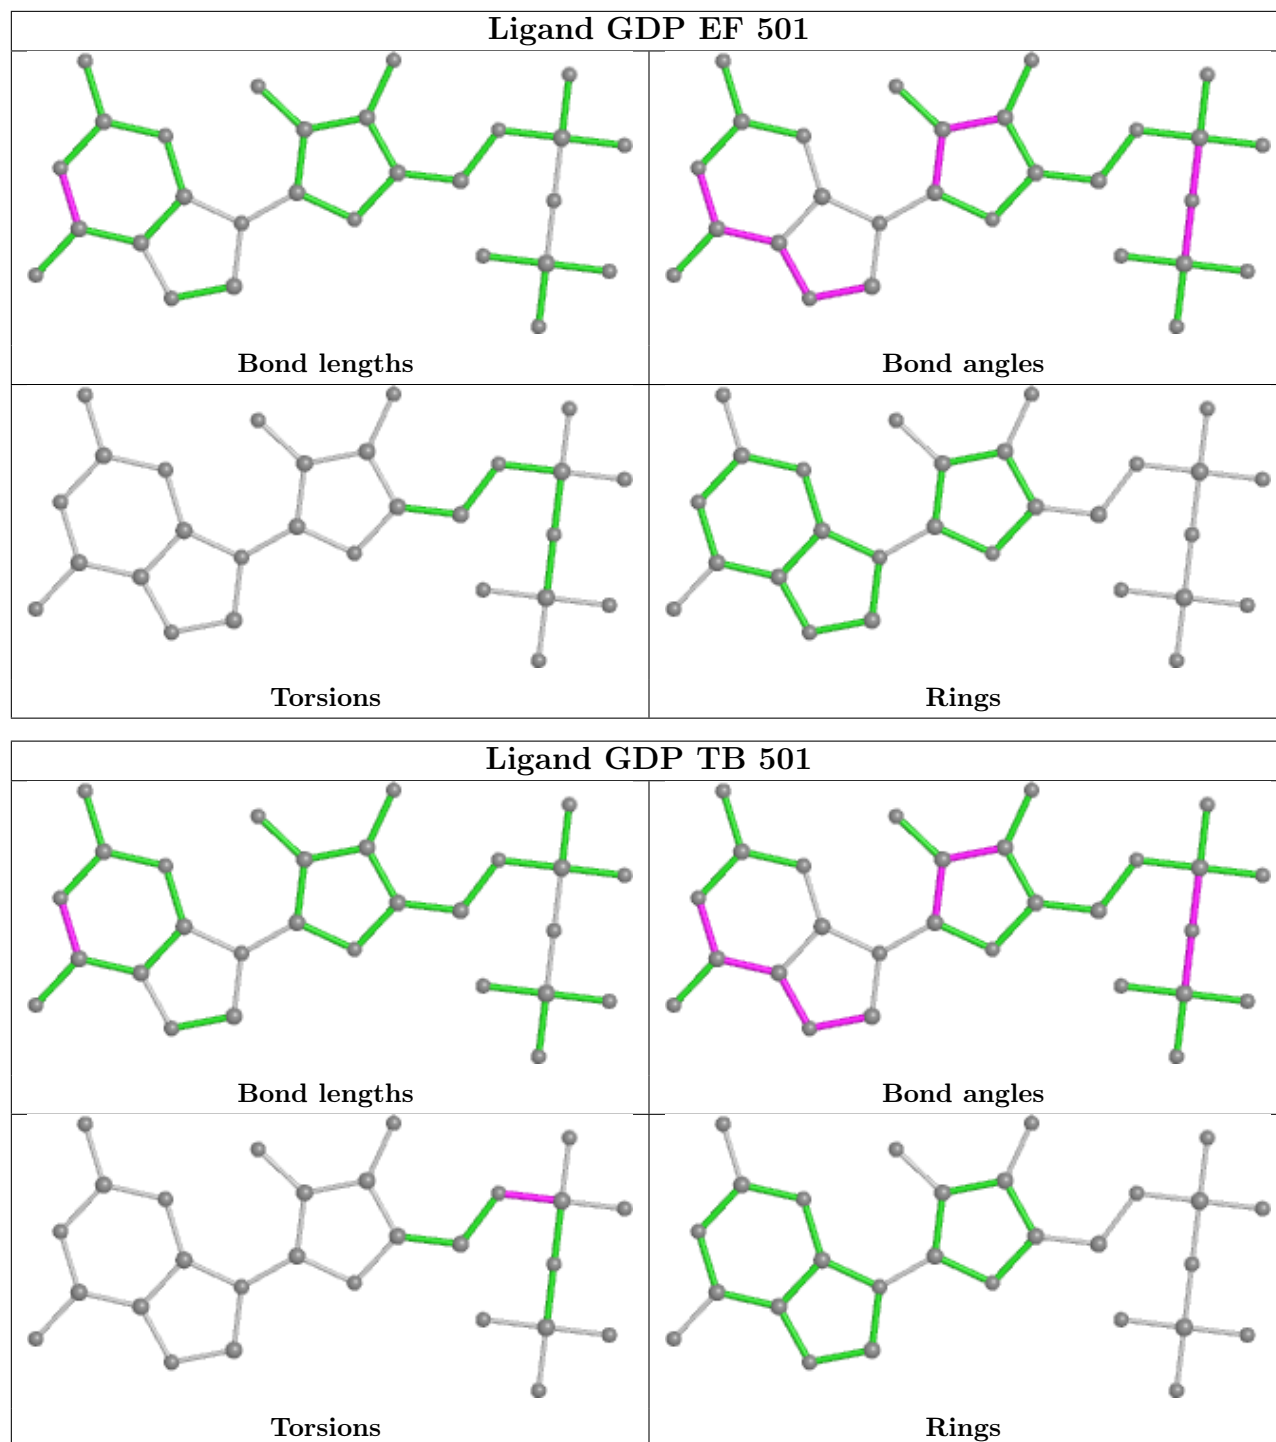 Ligand GDP EF 501
Bond lengths
Bond angles
Torsions
Rings
Ligand GDP TB 501
Bond lengths
Bond angles
Torsions
Rings